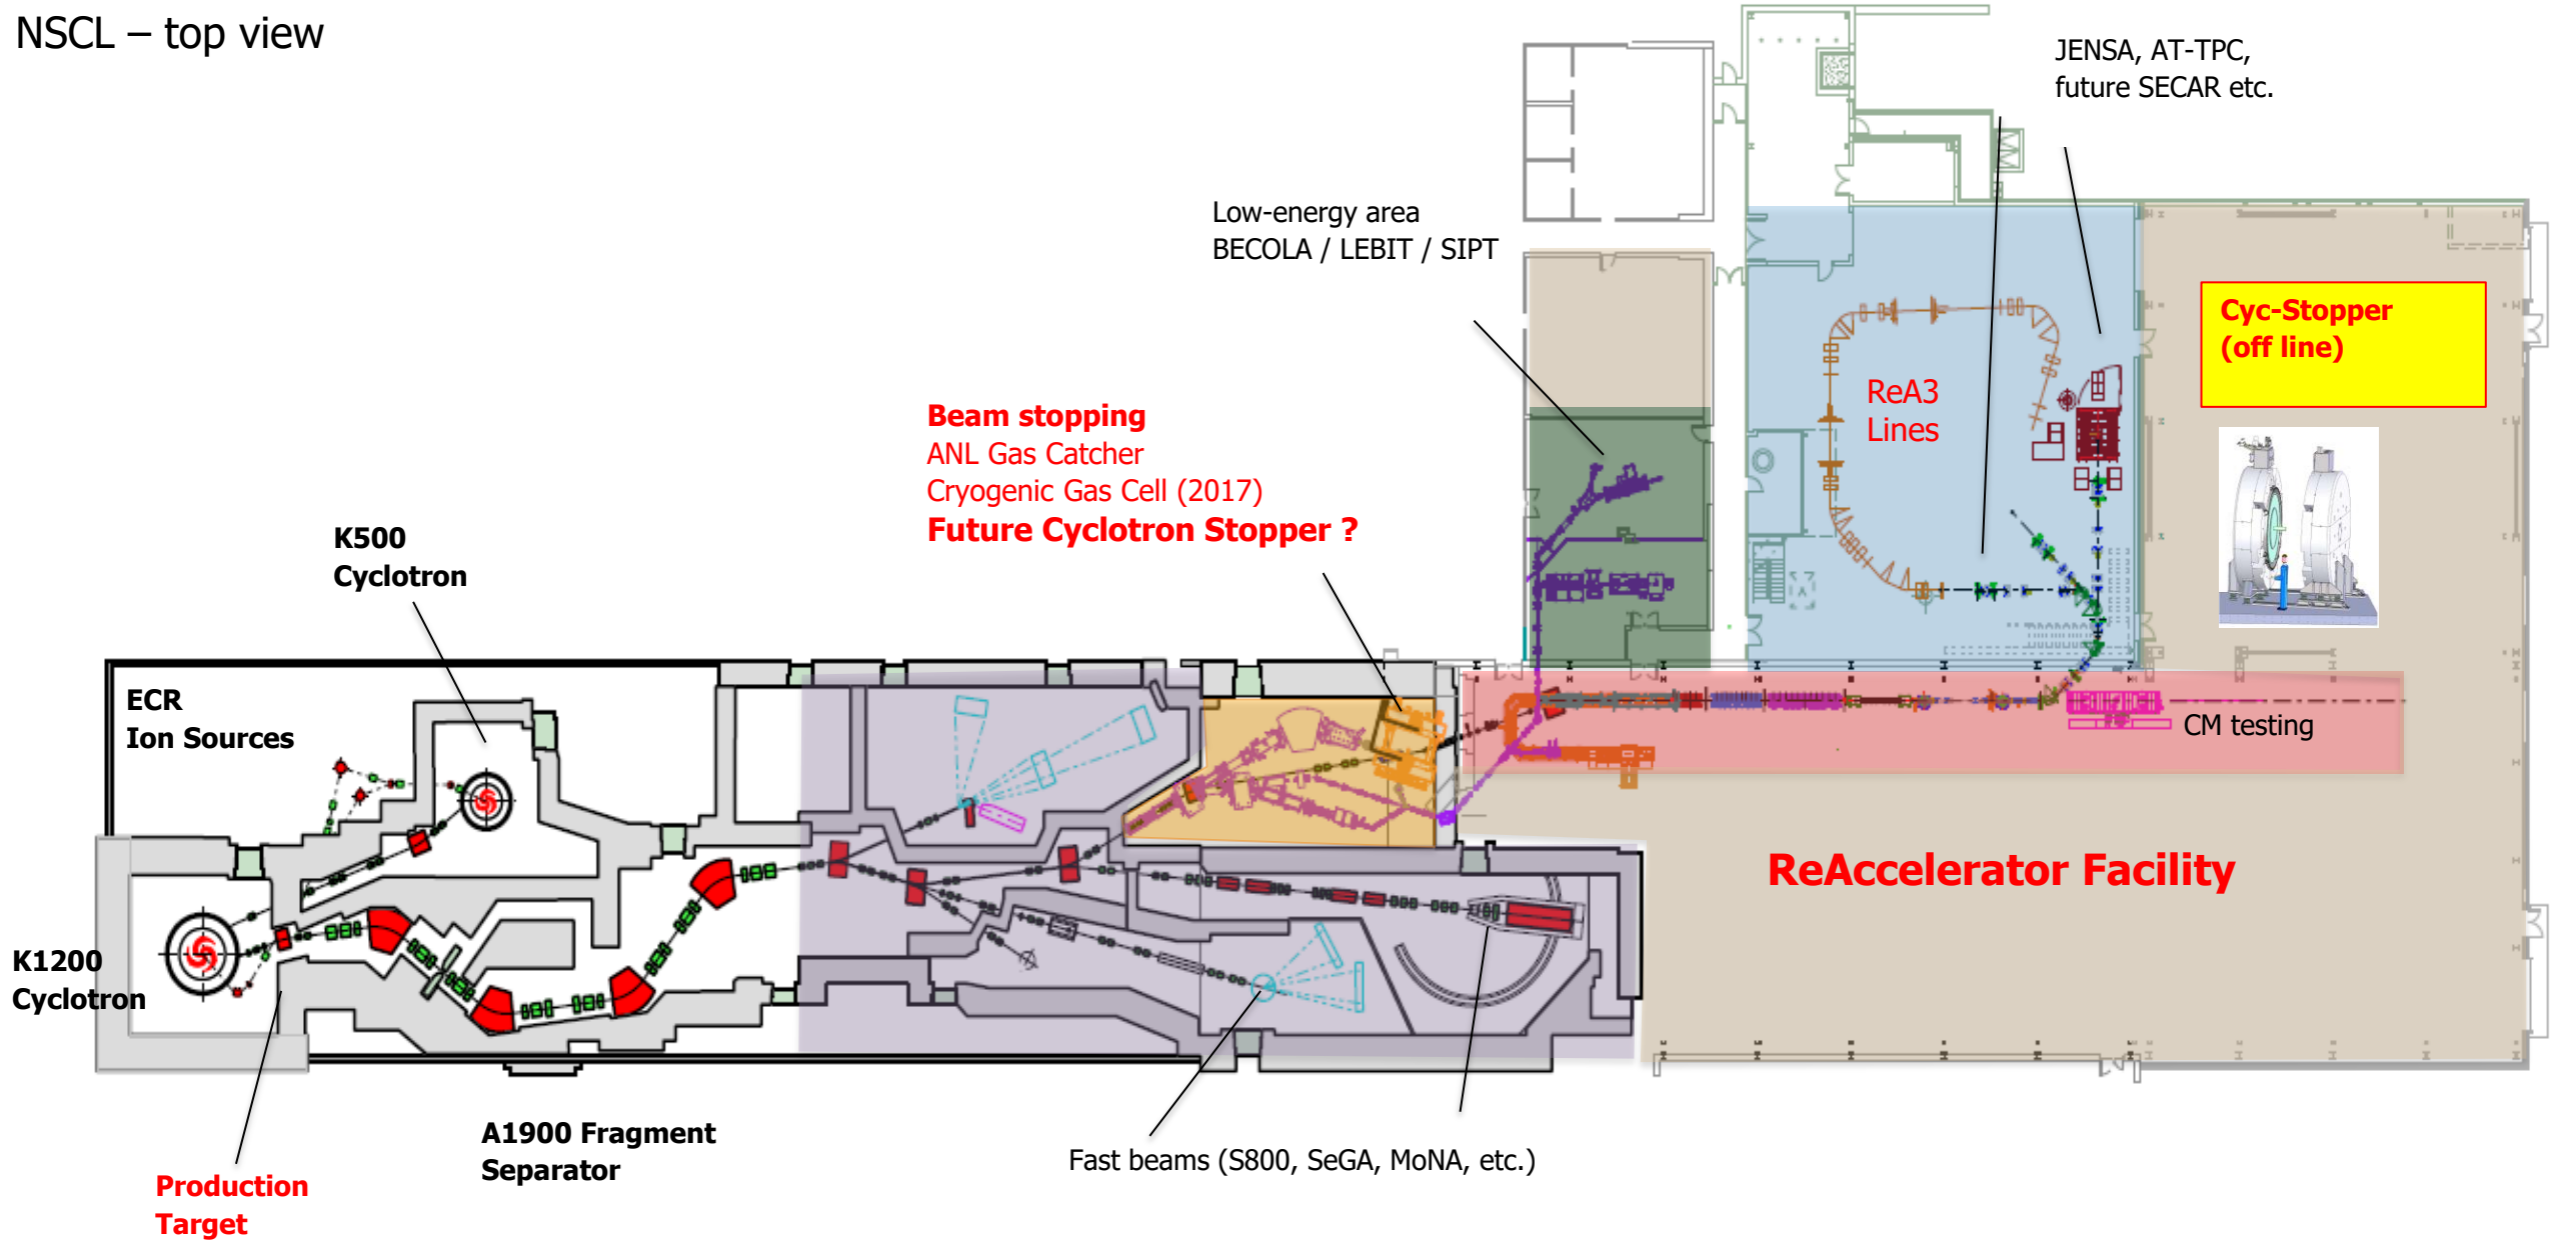 NSCL – top view
JENSA, AT-TPC,
future SECAR etc.
Low-energy area
BECOLA / LEBIT / SIPT
Cyc-Stopper
(off line)
ReA3
Lines
Beam stopping
ANL Gas Catcher
Cryogenic Gas Cell (2017)
Future Cyclotron Stopper ?
K500
Cyclotron
A
ECR
Ion Sources
CM testing
ReAccelerator Facility
K1200
Cyclotron
A1900 Fragment
Separator
Fast beams (S800, SeGA, MoNA, etc.)
Production
Target